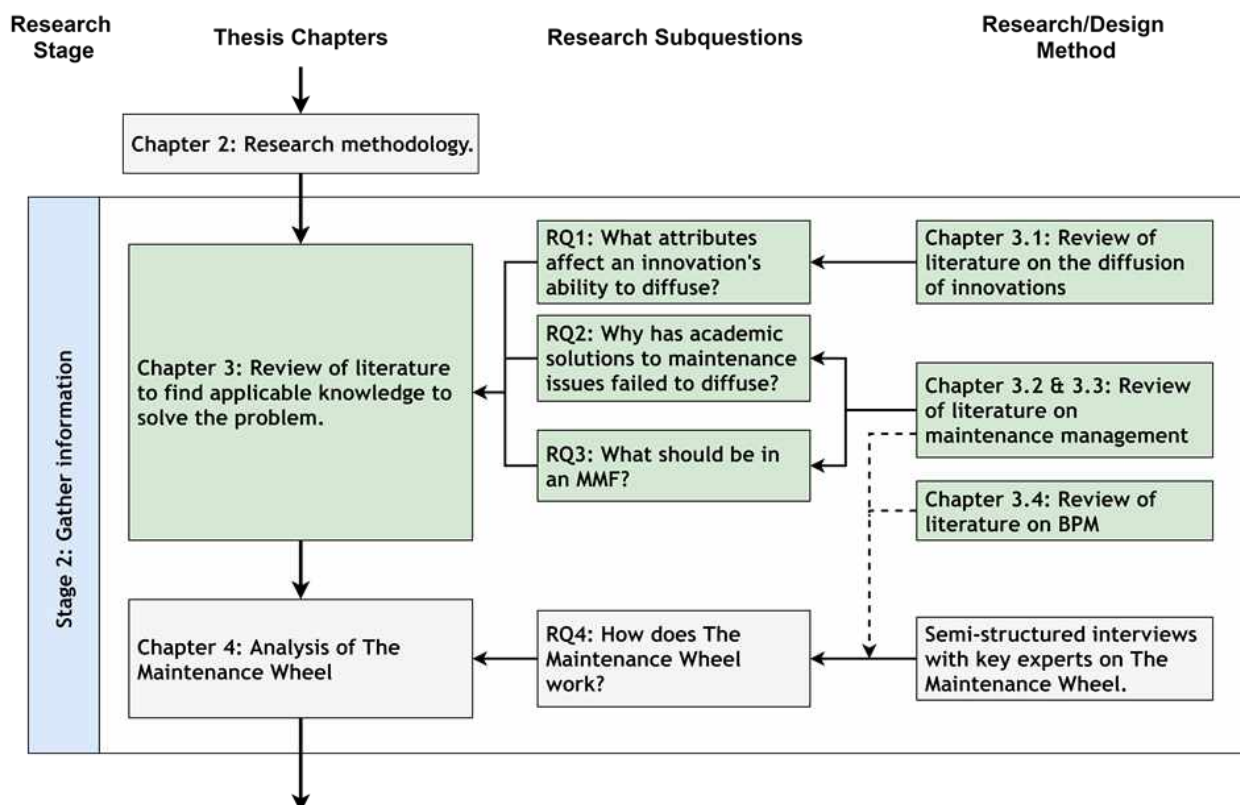 Research
Stage
Thesis Chapters
Research Subquestions
Research/Design
Method
Chapter 2: Research methodology.
Stage 2: Gather information
Chapter 3: Review of literature
to find applicable knowledge to
solve the problem.
RQ1: What attributes
affect an innovation's
ability to diffuse?
Chapter 3.1: Review of
literature on the diffusion
of innovations
RQ2: Why has academic
solutions to maintenance
issues failed to diffuse?
Chapter 3.2 & 3.3: Review
of literature on
maintenance management
RQ3: What should be in
an MMF?
Chapter 3.4: Review of
literature on BPM
Chapter 4: Analysis of The
Maintenance Wheel
RQ4: How does The
Maintenance Wheel
work?
Semi-structured interviews
with key experts on The
Maintenance Wheel.